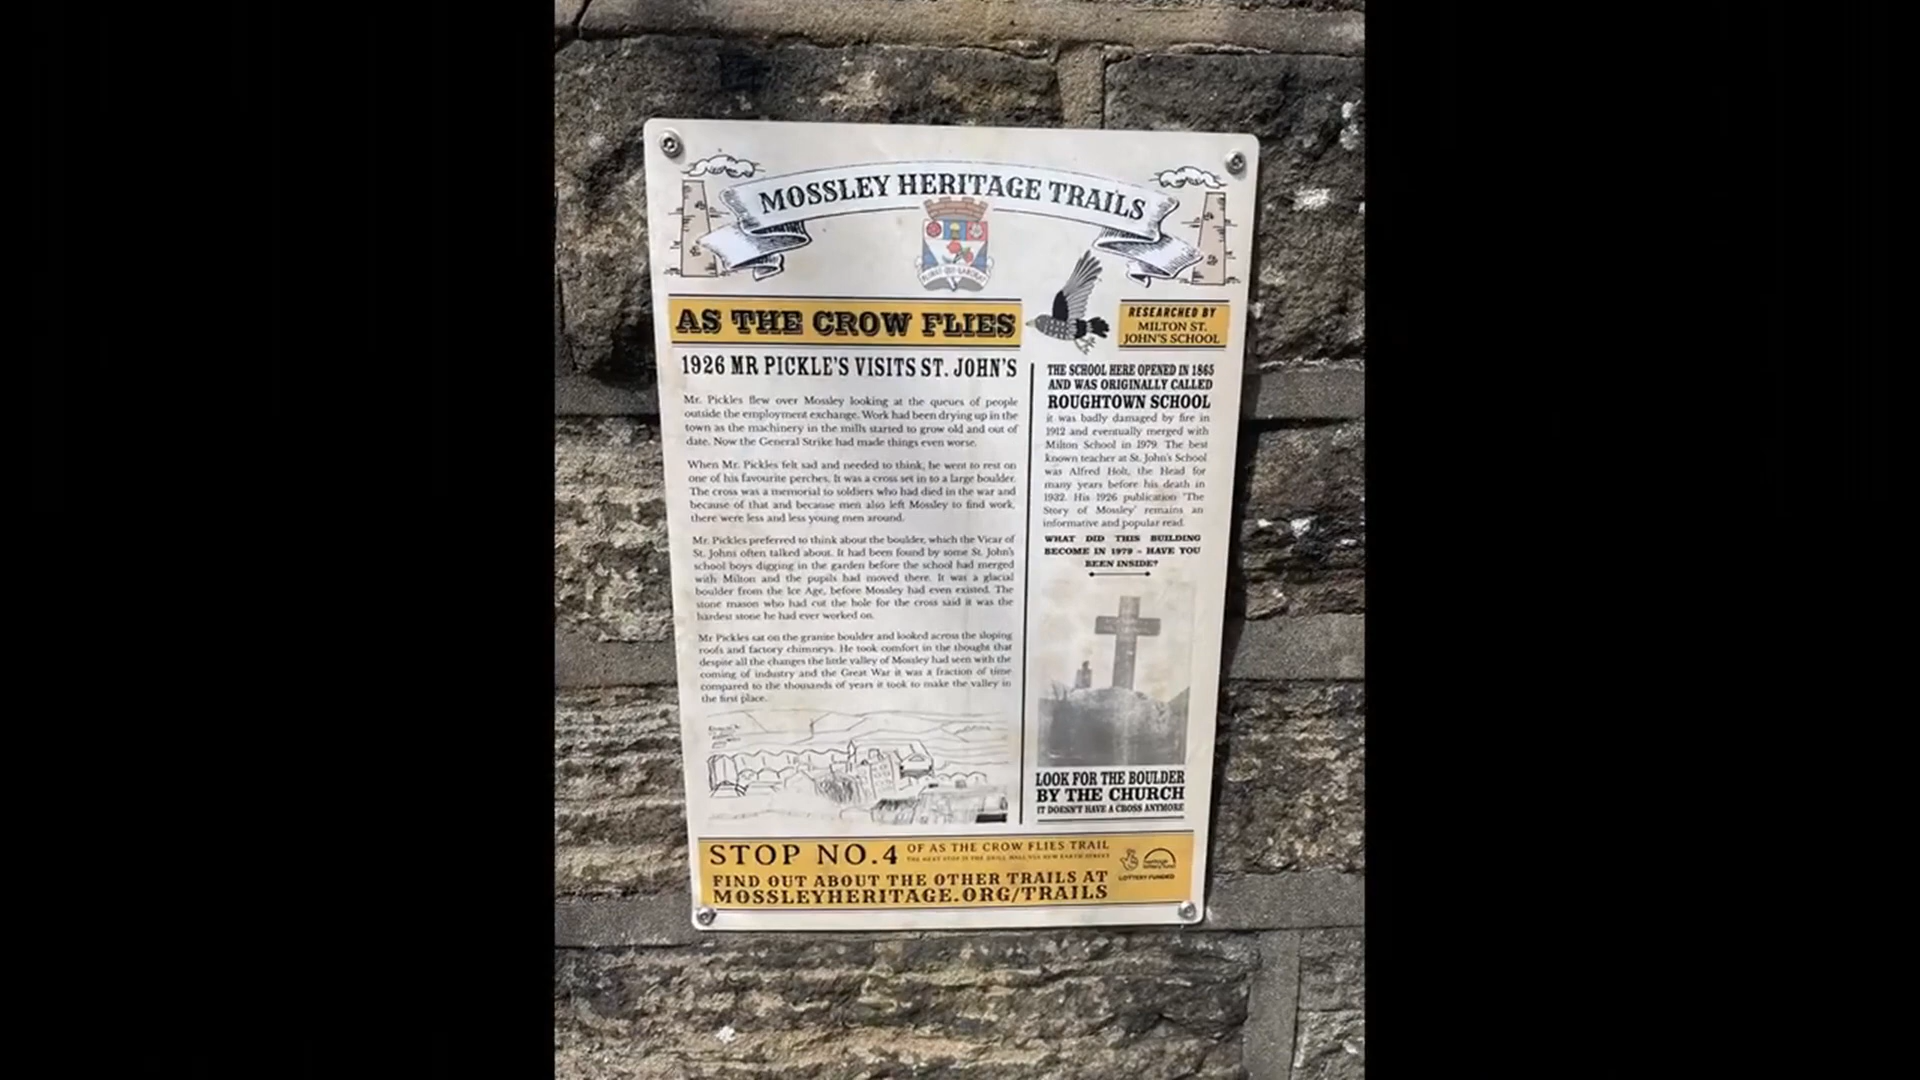 MOSSLEY HERITAGE TRAILS
AS THE CROW FLIES
RESEARCHED BY
MILTON ST.
JOHN'S SCHOOL
1926 MR PICKLE'S VISITS ST. JOHN'S
Mr. Pickles flew over Mossley looking at the queues of people
outside the employment exchange. Work had been drying up in the
town as the machinery in the mills started to grow old and out of
date. Now the General Strike had made things even worse.
When Mr. Pickles felt sad and needed to think, he went to rest on
one of his favourite perches. It was a cross set in to a large boulder.
The cross was a memorial to soldiers who had died in the war and
because of that and because men also left Mossley to find work,
there were less and less young men around.
Mr. Pickles preferred to think about the boulder, which the Vicar of
St. Johns often talked about. It had been found by some St. John's
school boys digging in the garden before the school had merged
with Milton and the pupils had moved there. It was a glacial
boulder from the Ice Age, before Mossley had even existed. The
stone mason who had cut the hole for the cross said it was the
hardest stone he had ever worked on.
Mr Pickles sat on the granite boulder and looked across the sloping
roofs and factory chimneys. He took comfort in the thought that
despite all the changes the little valley of Mossley had seen with the
coming of industry and the Great War it was a fraction of time
compared to the thousands of years it took to make the valley in
the first place.
THE SCHOOL HERE OPENED IN 1865
AND WAS ORIGINALLY CALLED
ROUGHTOWN SCHOOL
it was badly damaged by fire in
1912 and eventually merged with
Milton School in 1979. The best
known teacher at St. John's School
was Alfred Holt, the Head for
many years before his death in
1932. His 1926 publication 'The
Story of Mossley' remains an
informative and popular read.
WHAT DID THIS BUILDING
BECOME IN 1979 - HAVE YOU
BEEN INSIDE?
LOOK FOR THE BOULDER
BY THE CHURCH
IT DOESN'T HAVE A CROSS ANYMORE
STOP NO.4 OF AS THE CROW FLIES TRAIL
THE NEXT STOP IS THE DRILL HALL VIA NEW EARTH STREET
FIND OUT ABOUT THE OTHER TRAILS AT
MOSSLEYHERITAGE.ORG/TRAILS
LOTTERY FUNDED